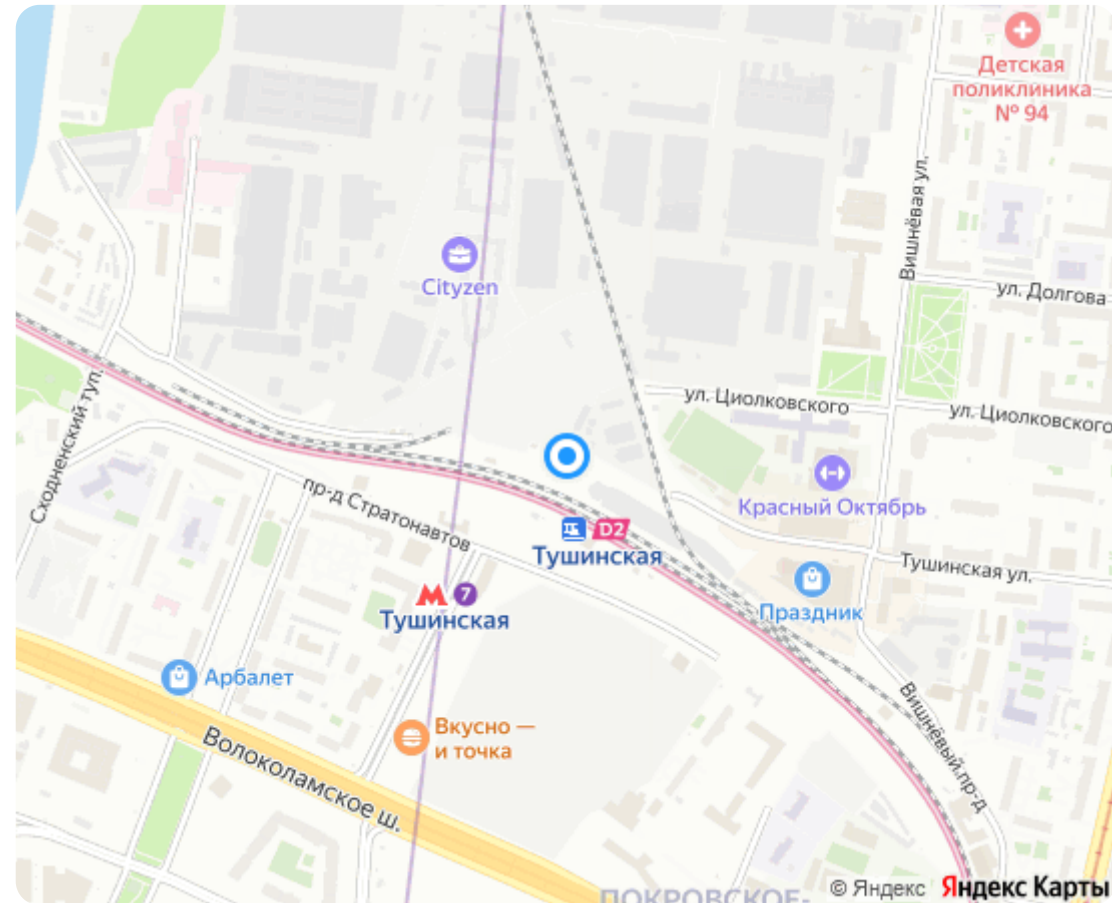 Детская
поликлиника
№ 94
Вишнёвая ул.
Cityzen
ул. Долгова
ул. Циолковского
ул. Циолковского
Сходненский туп.
пр-д Стратонавтов
Красный Октябрь
D2
Тушинская
Тушинская ул.
7
Тушинская
Праздник
Арбалет
Вкусно —
и точка
Вишнёвый пр-д
Волоколамское ш.
ПОКРОВСКОЕ-
© Яндекс Яндекс Карты